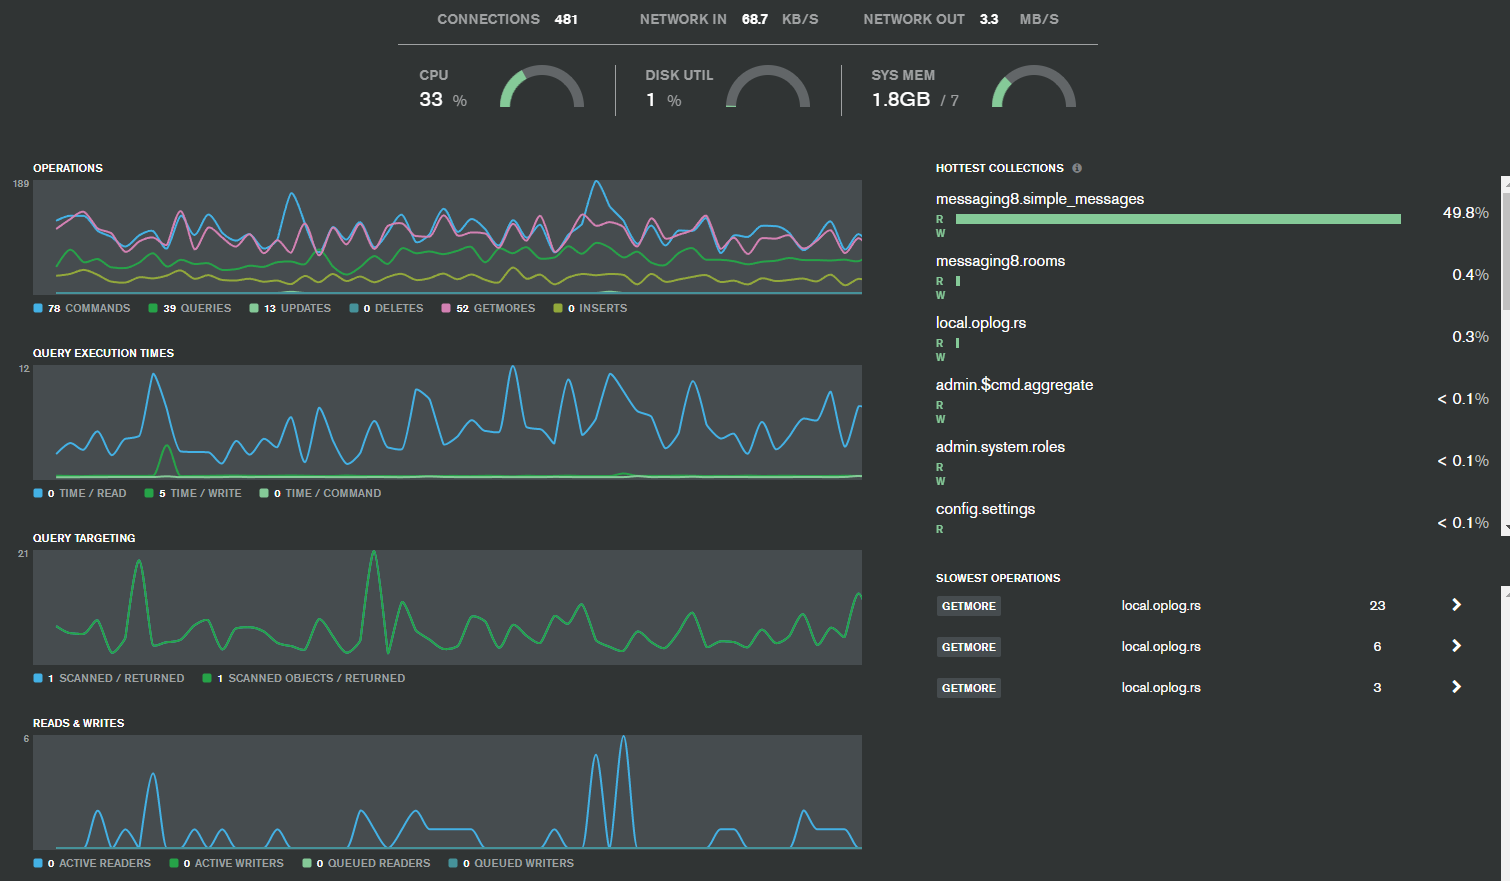 CONNECTIONS 481 NETWORK IN 68.7 KB/S NETWORK OUT 3.3 MB/S
CPU
33 %
DISK UTIL
1 %
SYS MEM
1.8GB / 7
OPERATIONS
189
78 COMMANDS 39 QUERIES 13 UPDATES 0 DELETES 52 GETMORES 0 INSERTS
QUERY EXECUTION TIMES
12
0 TIME / READ 5 TIME / WRITE 0 TIME / COMMAND
QUERY TARGETING
21
1 SCANNED / RETURNED 1 SCANNED OBJECTS / RETURNED
READS & WRITES
6
0 ACTIVE READERS 0 ACTIVE WRITERS 0 QUEUED READERS 0 QUEUED WRITERS
HOTTEST COLLECTIONS i
messaging8.simple_messages
R
W
49.8%
messaging8.rooms
R
W
0.4%
local.oplog.rs
R
W
0.3%
admin.$cmd.aggregate
R
W
< 0.1%
admin.system.roles
R
W
< 0.1%
config.settings
R
< 0.1%
SLOWEST OPERATIONS
GETMORE local.oplog.rs 23
GETMORE local.oplog.rs 6
GETMORE local.oplog.rs 3